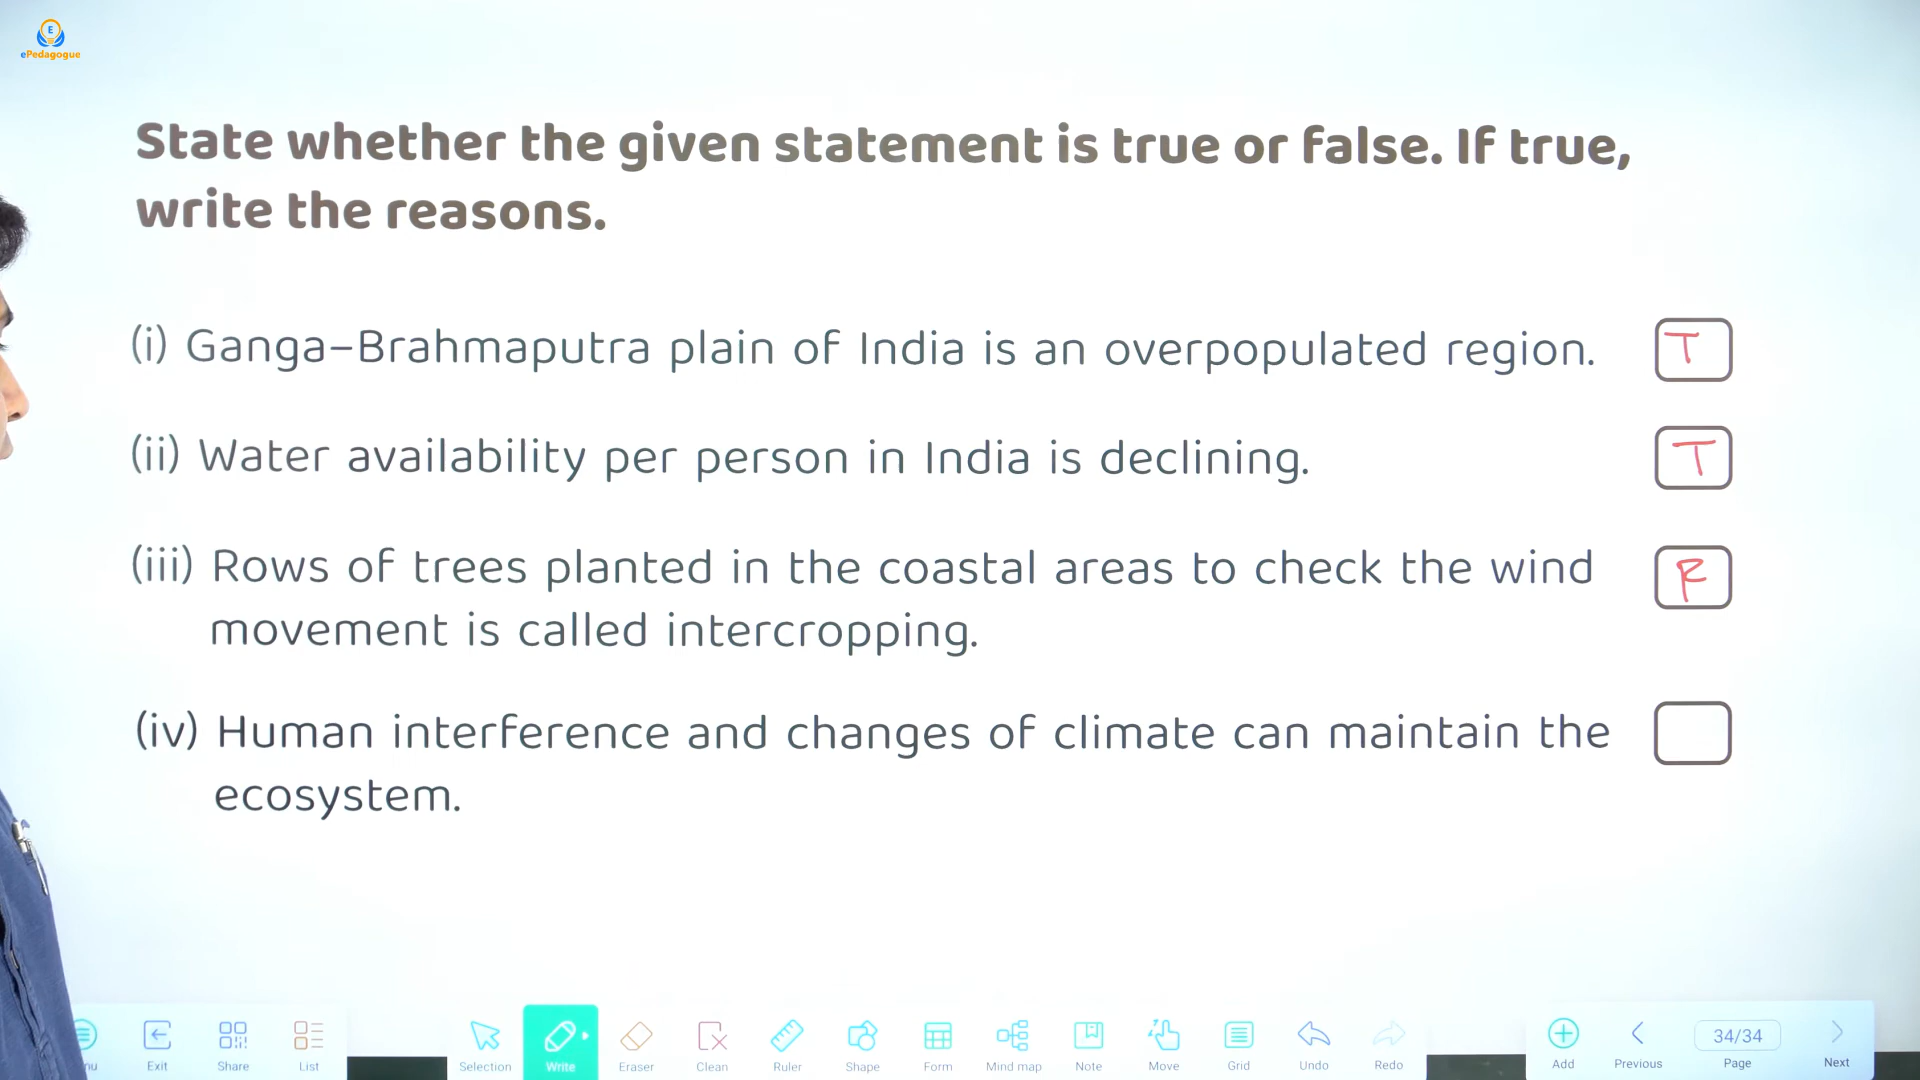 E
ePedagogue
State whether the given statement is true or false. If true,
write the reasons.
(i) Ganga–Brahmaputra plain of India is an overpopulated region. T
(ii) Water availability per person in India is declining. T
(iii) Rows of trees planted in the coastal areas to check the wind F
movement is called intercropping.
(iv) Human interference and changes of climate can maintain the
ecosystem.
Exit Share List Selection Write Eraser Clean Ruler Shape Form Mind map Note Move Grid Undo Redo Add Previous 34/34 Page Next